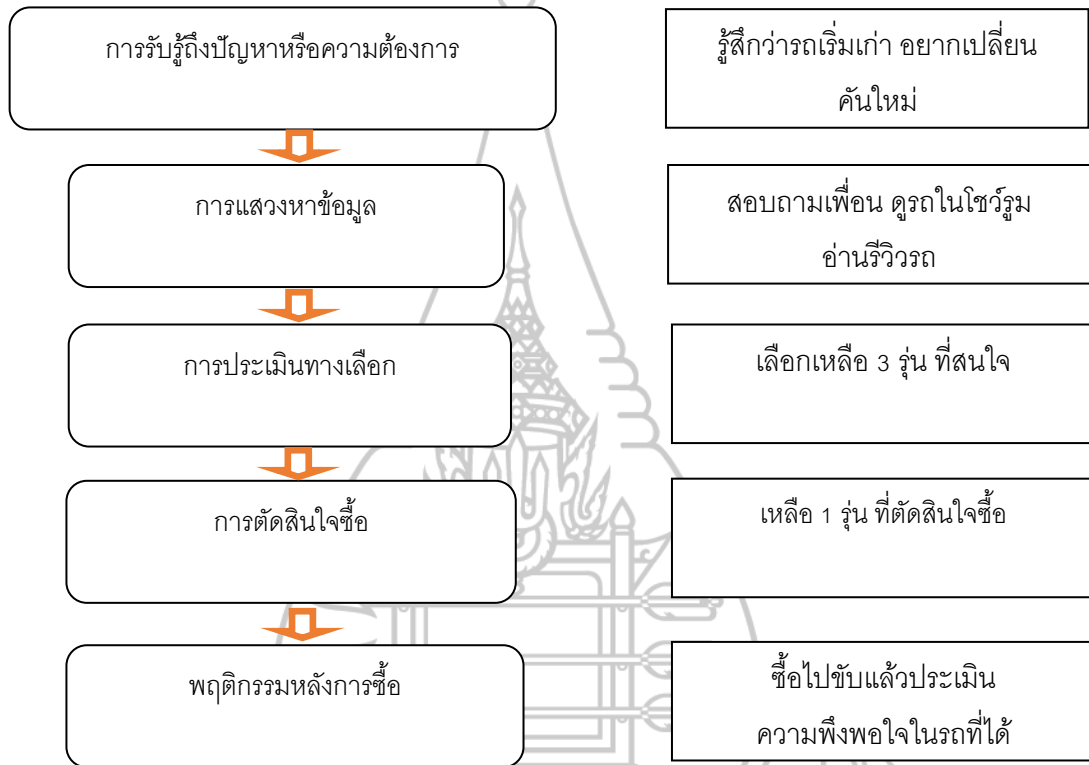 การรับรู้ถึงปัญหาหรือความต้องการ
รู้สึกว่ารถเริ่มเก่า อยากเปลี่ยน
คันใหม่
การแสวงหาข้อมูล
สอบถามเพื่อน ดูรถในโชว์รูม
อ่านรีวิวรถ
การประเมินทางเลือก
เลือกเหลือ 3 รุ่น ที่สนใจ
การตัดสินใจซื้อ
เหลือ 1 รุ่น ที่ตัดสินใจซื้อ
พฤติกรรมหลังการซื้อ
ซื้อไปขับแล้วประเมิน
ความพึงพอใจในรถที่ได้